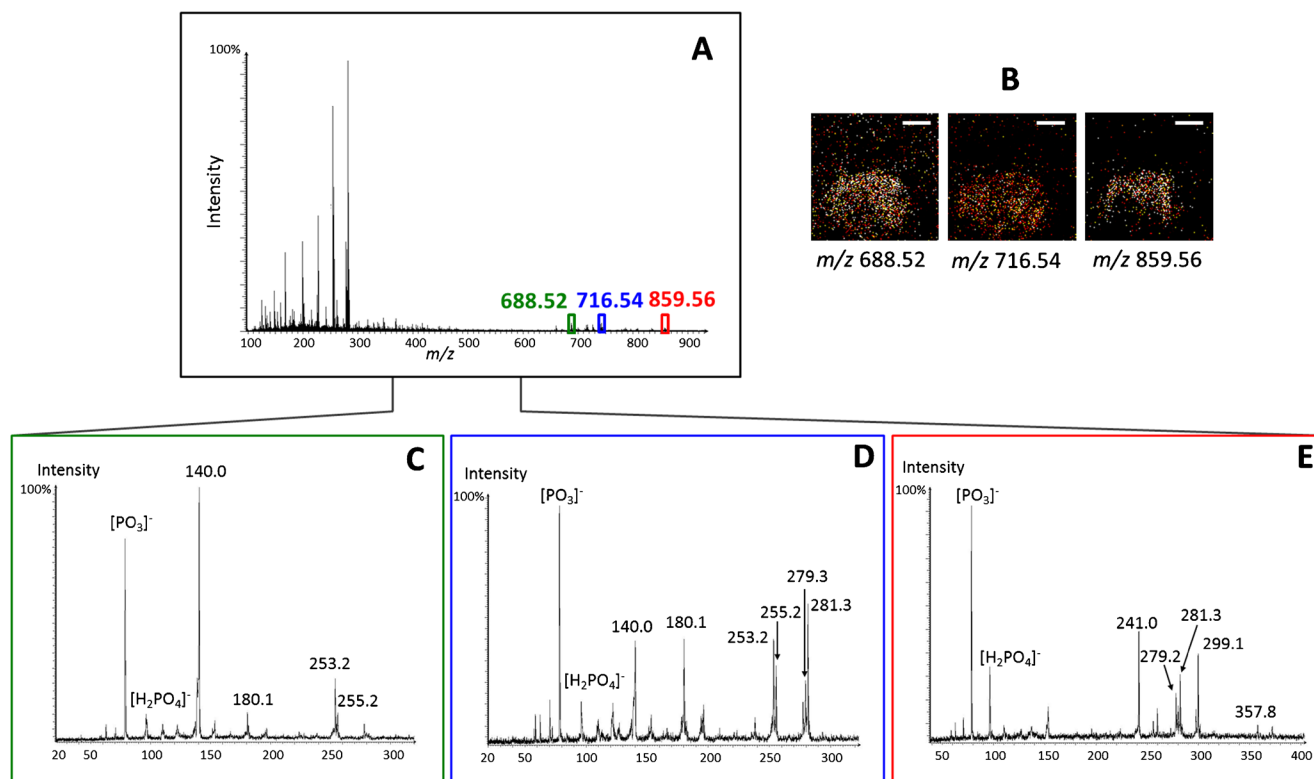 A
100%
Intensity
688.52 716.54 859.56
100 200 300 400 500 600 700 800 900
m/z
B
m/z 688.52 m/z 716.54 m/z 859.56
C
Intensity
100%
[PO₃]⁻
140.0
[H₂PO₄]⁻
180.1
253.2
255.2
20 50 100 150 200 250 300
D
Intensity
100%
[PO₃]⁻
[H₂PO₄]⁻
140.0
180.1
253.2
255.2
279.3
281.3
20 50 100 150 200 250 300
E
Intensity
100%
[PO₃]⁻
[H₂PO₄]⁻
241.0
279.2
281.3
299.1
357.8
40 50 100 150 200 250 300 350 400